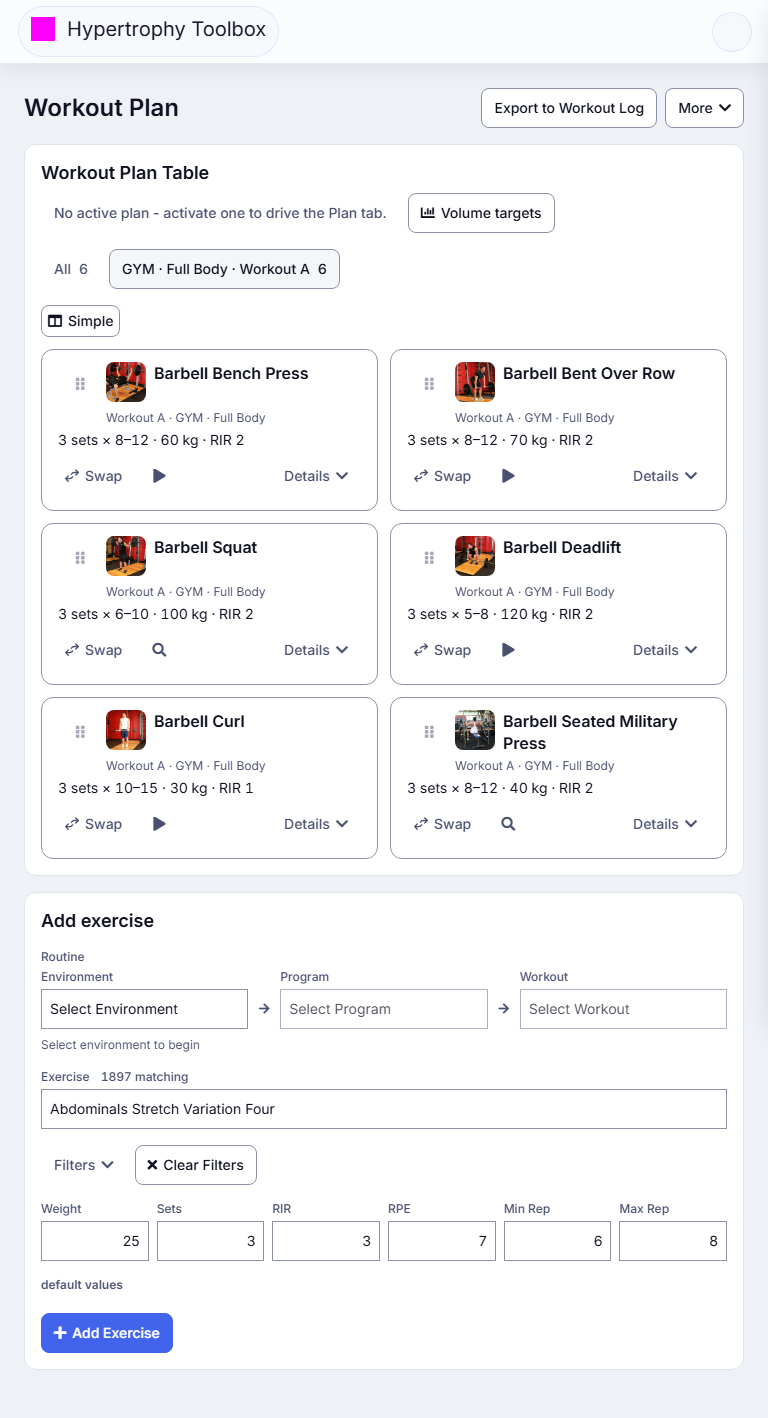 Hypertrophy Toolbox
Workout Plan
Export to Workout Log
More
Workout Plan Table
No active plan - activate one to drive the Plan tab.
Volume targets
All 6
GYM · Full Body · Workout A 6
Simple
Barbell Bench Press
Workout A · GYM · Full Body
3 sets × 8–12 · 60 kg · RIR 2
Swap
Details
Barbell Bent Over Row
Workout A · GYM · Full Body
3 sets × 8–12 · 70 kg · RIR 2
Swap
Details
Barbell Squat
Workout A · GYM · Full Body
3 sets × 6–10 · 100 kg · RIR 2
Swap
Details
Barbell Deadlift
Workout A · GYM · Full Body
3 sets × 5–8 · 120 kg · RIR 2
Swap
Details
Barbell Curl
Workout A · GYM · Full Body
3 sets × 10–15 · 30 kg · RIR 1
Swap
Details
Barbell Seated Military
Press
Workout A · GYM · Full Body
3 sets × 8–12 · 40 kg · RIR 2
Swap
Details
Add exercise
Routine
Environment
Select Environment
Program
Select Program
Workout
Select Workout
Select environment to begin
Exercise 1897 matching
Abdominals Stretch Variation Four
Filters
Clear Filters
Weight
25
Sets
3
RIR
3
RPE
7
Min Rep
6
Max Rep
8
default values
Add Exercise